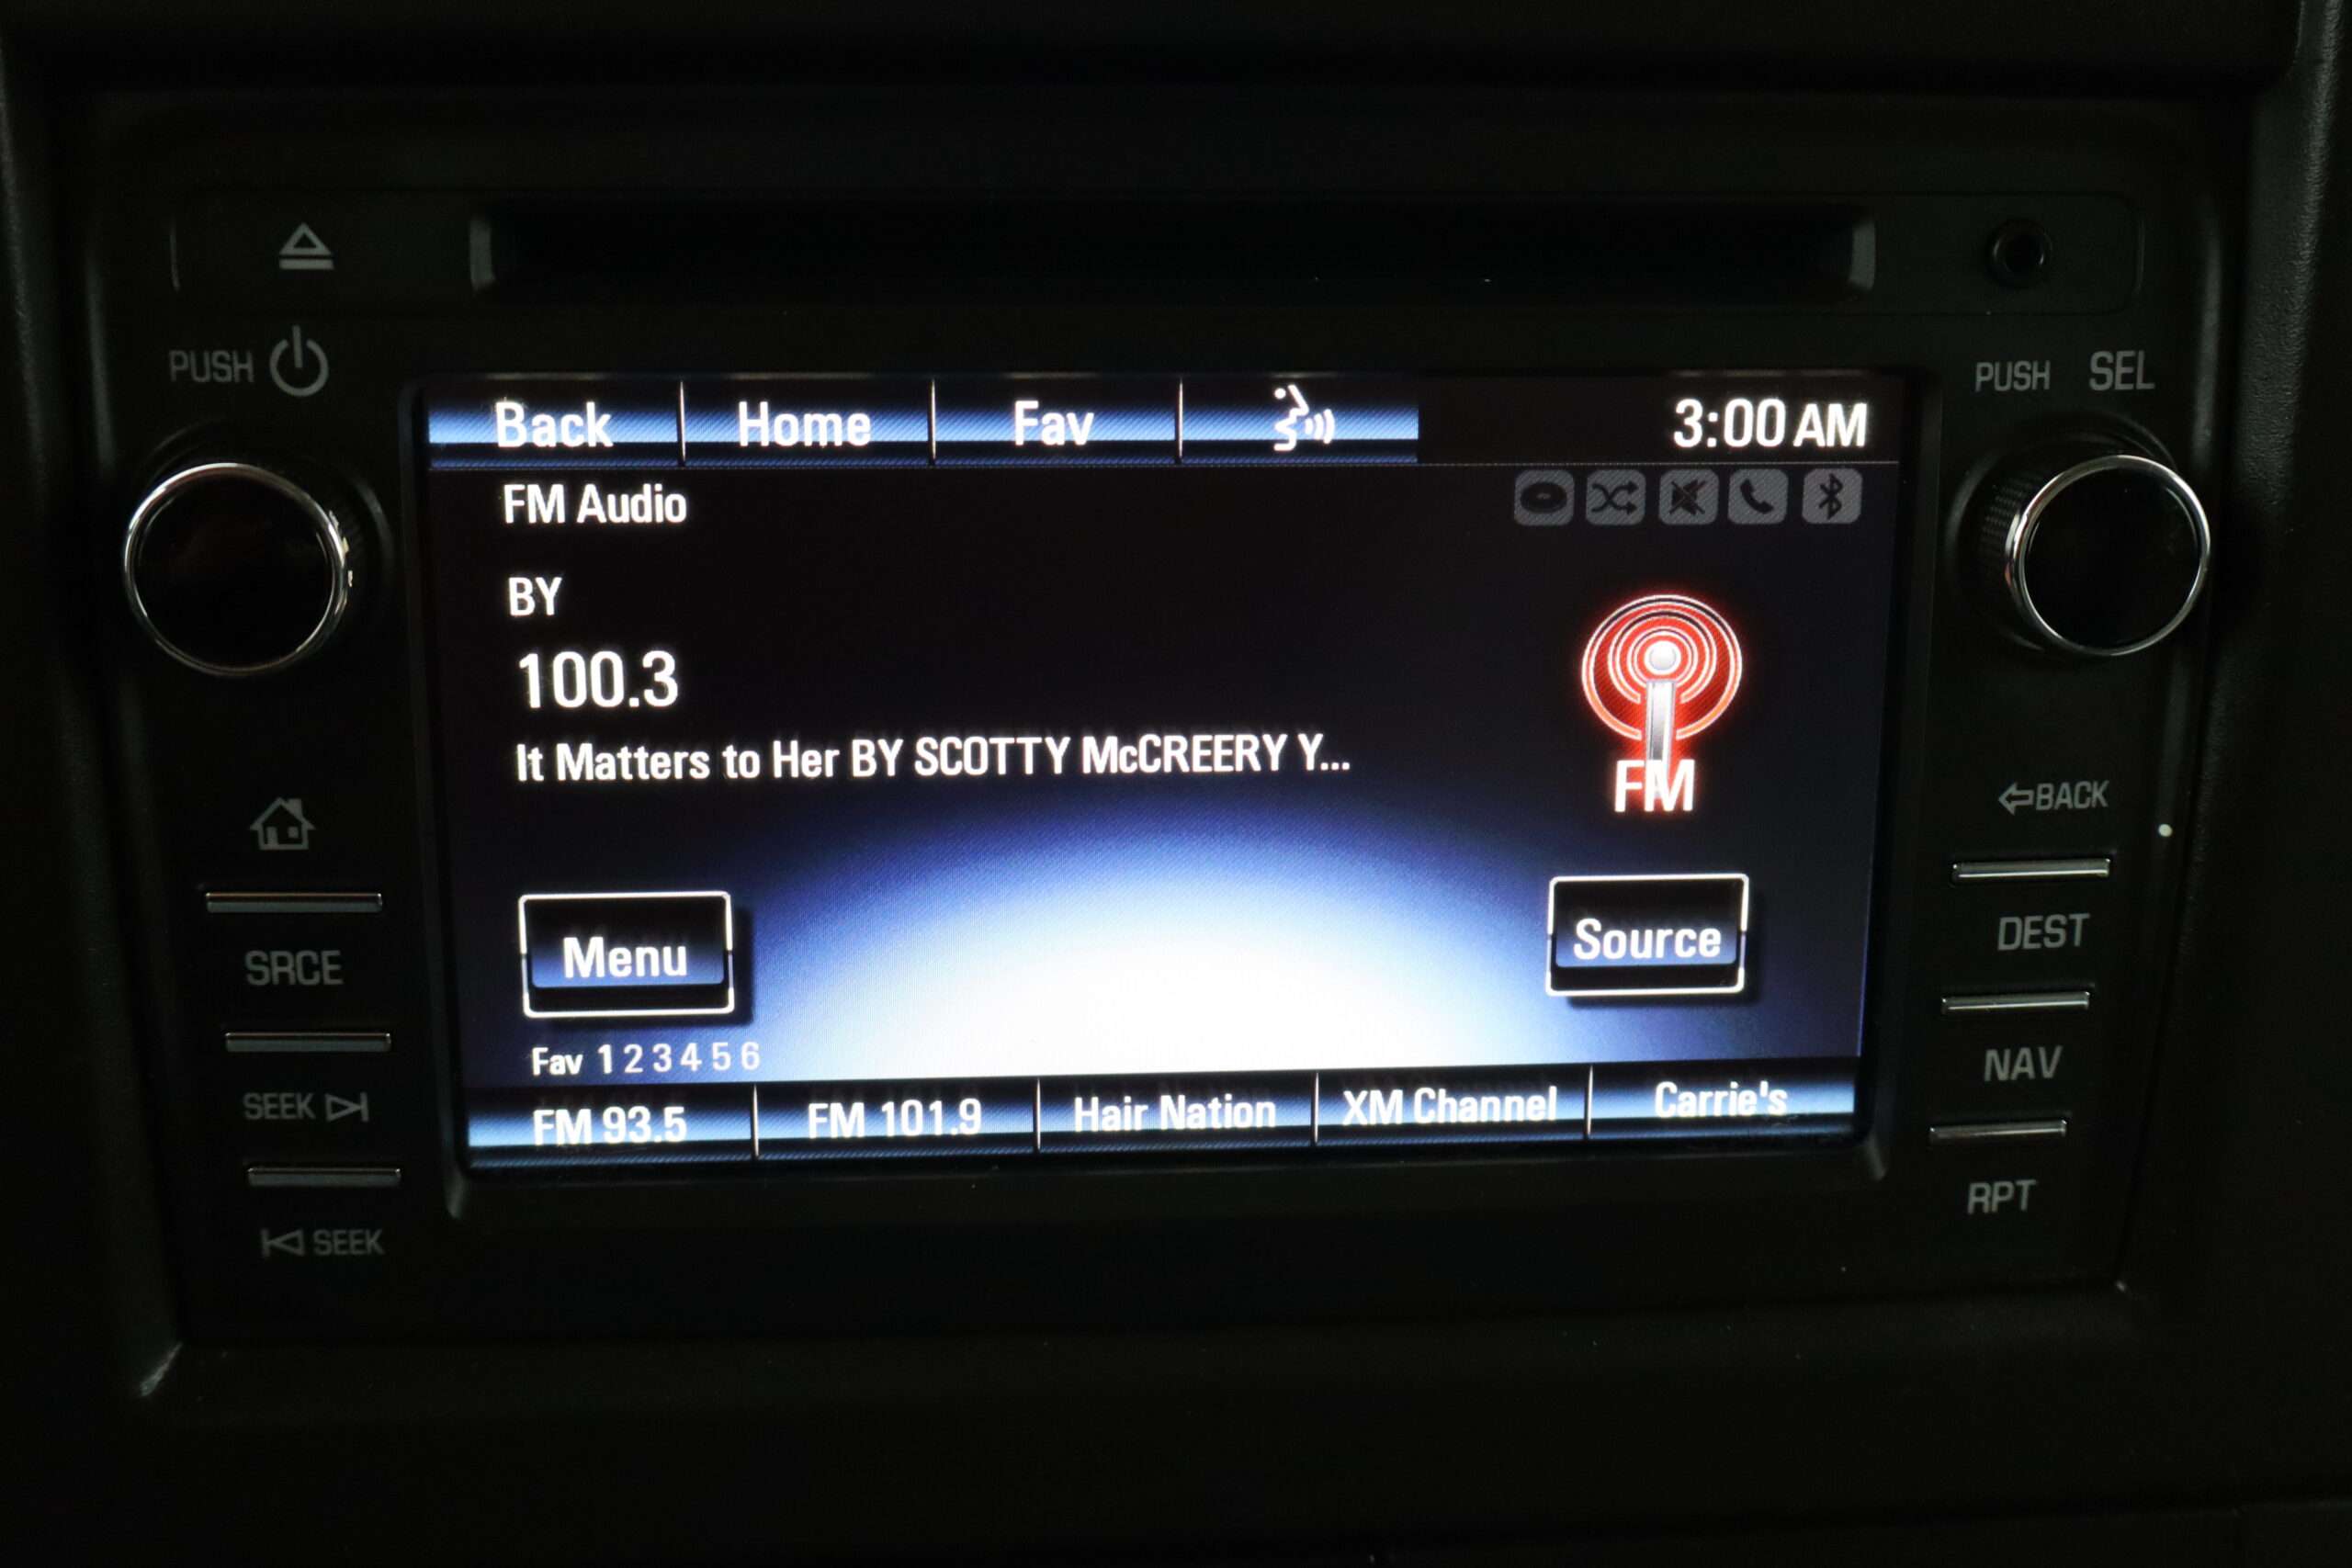 PUSH
PUSH SEL
Back Home Fav 3:00 AM
FM Audio
BY
100.3
It Matters to Her BY SCOTTY McCREERY Y...
FM
BACK
Menu Source
DEST
SRCE
Fav 1 2 3 4 5 6
NAV
SEEK
FM 93.5 FM 101.9 Hair Nation XM Channel Carrie's
RPT
SEEK